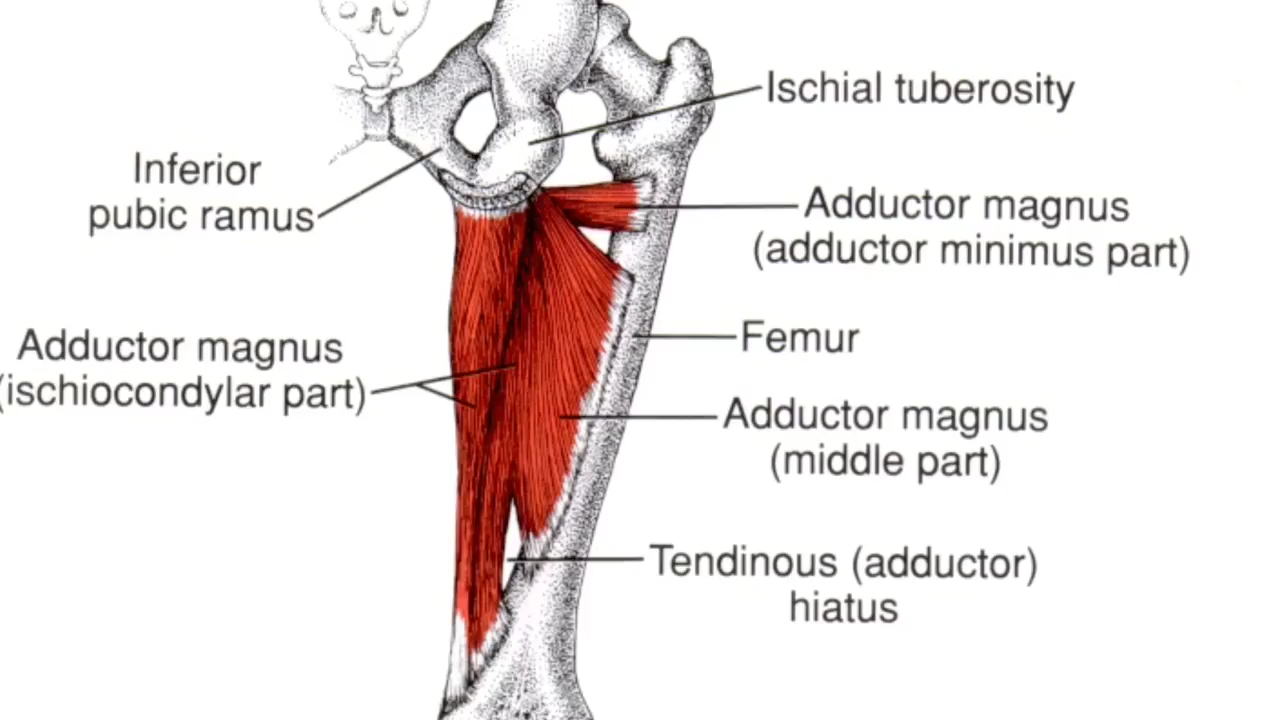 Ischial tuberosity
Inferior
pubic ramus
Adductor magnus
(adductor minimus part)
Adductor magnus
(ischiocondylar part)
Femur
Adductor magnus
(middle part)
Tendinous (adductor)
hiatus